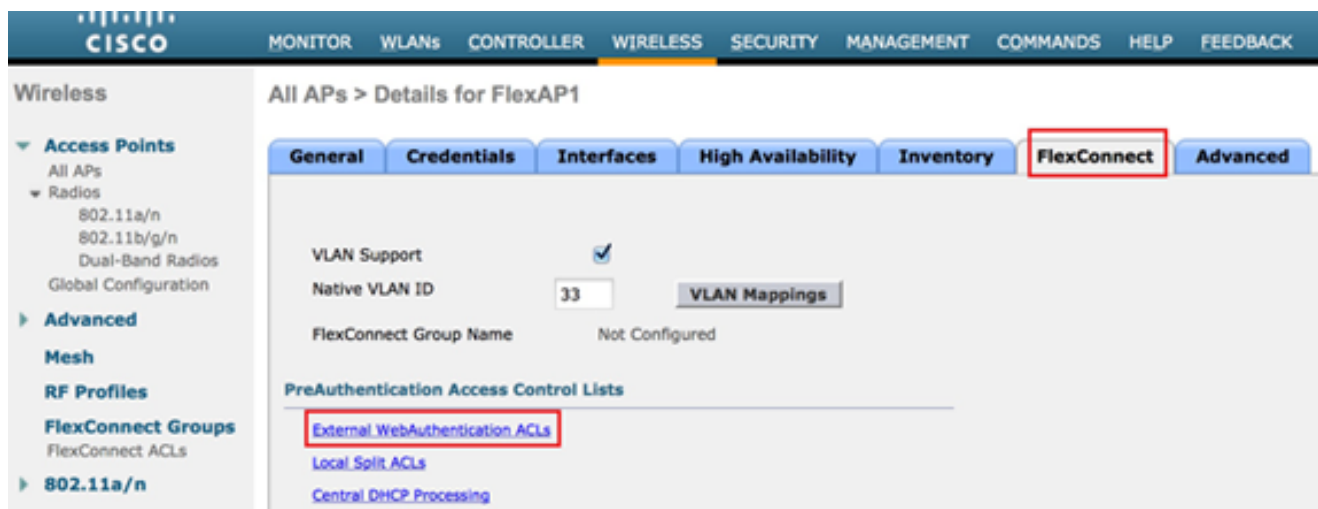 CISCO
MONITOR WLANs CONTROLLER WIRELESS SECURITY MANAGEMENT COMMANDS HELP FEEDBACK
Wireless
Access Points
All APs
Radios
802.11a/n
802.11b/g/n
Dual-Band Radios
Global Configuration
Advanced
Mesh
RF Profiles
FlexConnect Groups
FlexConnect ACLs
802.11a/n
All APs > Details for FlexAP1
General Credentials Interfaces High Availability Inventory FlexConnect Advanced
VLAN Support
Native VLAN ID 33 VLAN Mappings
FlexConnect Group Name Not Configured
PreAuthentication Access Control Lists
External WebAuthentication ACLs
Local Split ACLs
Central DHCP Processing